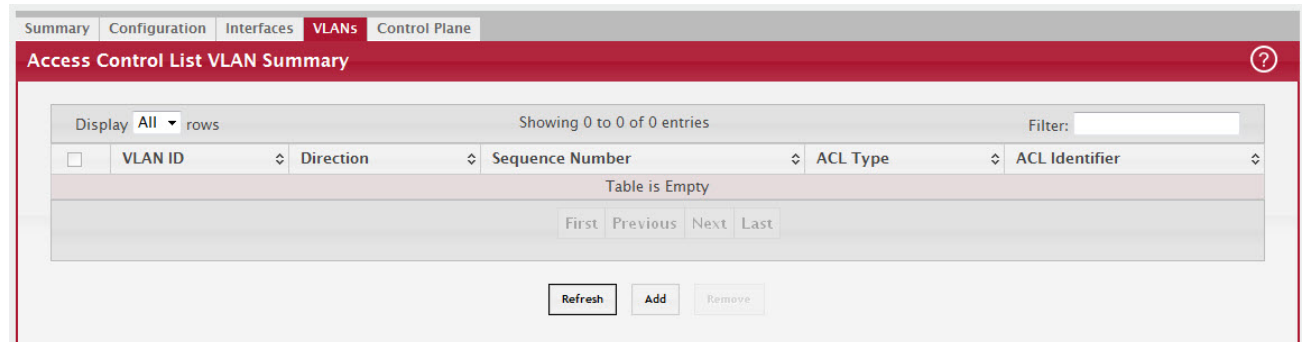 Summary Configuration Interfaces VLANs Control Plane
Access Control List VLAN Summary ?
Display All rows Showing 0 to 0 of 0 entries Filter:
VLAN ID Direction Sequence Number ACL Type ACL Identifier
Table is Empty
First Previous Next Last
Refresh Add Remove